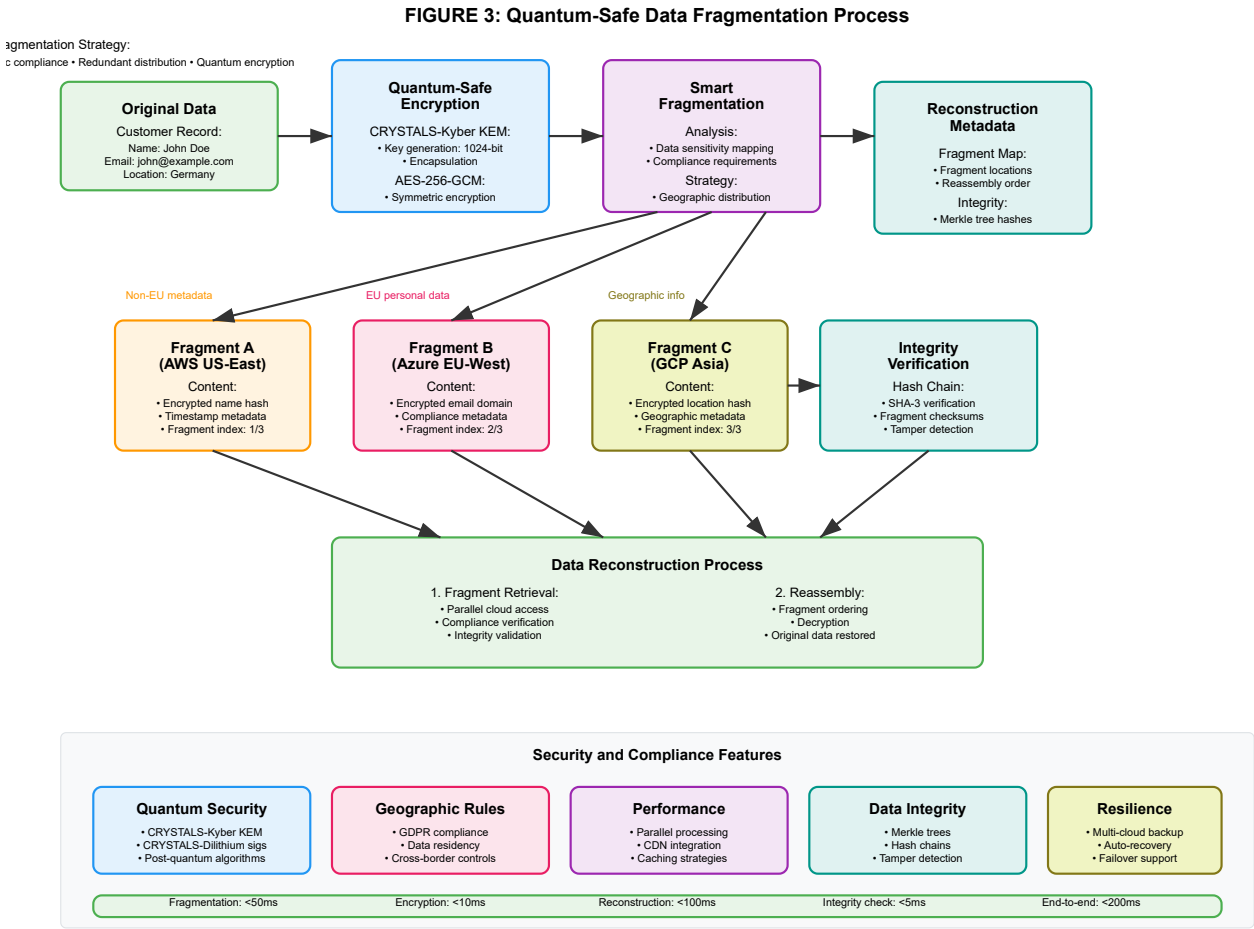 FIGURE 3: Quantum-Safe Data Fragmentation Process
agmentation Strategy:
c compliance • Redundant distribution • Quantum encryption
Original Data
Customer Record:
Name: John Doe
Email: john@example.com
Location: Germany
Quantum-Safe
Encryption
CRYSTALS-Kyber KEM:
• Key generation: 1024-bit
• Encapsulation
AES-256-GCM:
• Symmetric encryption
Smart
Fragmentation
Analysis:
• Data sensitivity mapping
• Compliance requirements
Strategy:
• Geographic distribution
Reconstruction
Metadata
Fragment Map:
• Fragment locations
• Reassembly order
Integrity:
• Merkle tree hashes
Non-EU metadata
EU personal data
Geographic info
Fragment A
(AWS US-East)
Content:
• Encrypted name hash
• Timestamp metadata
• Fragment index: 1/3
Fragment B
(Azure EU-West)
Content:
• Encrypted email domain
• Compliance metadata
• Fragment index: 2/3
Fragment C
(GCP Asia)
Content:
• Encrypted location hash
• Geographic metadata
• Fragment index: 3/3
Integrity
Verification
Hash Chain:
• SHA-3 verification
• Fragment checksums
• Tamper detection
Data Reconstruction Process
1. Fragment Retrieval:
• Parallel cloud access
• Compliance verification
• Integrity validation
2. Reassembly:
• Fragment ordering
• Decryption
• Original data restored
Security and Compliance Features
Quantum Security
• CRYSTALS-Kyber KEM
• CRYSTALS-Dilithium sigs
• Post-quantum algorithms
Geographic Rules
• GDPR compliance
• Data residency
• Cross-border controls
Performance
• Parallel processing
• CDN integration
• Caching strategies
Data Integrity
• Merkle trees
• Hash chains
• Tamper detection
Resilience
• Multi-cloud backup
• Auto-recovery
• Failover support
Fragmentation: <50ms
Encryption: <10ms
Reconstruction: <100ms
Integrity check: <5ms
End-to-end: <200ms